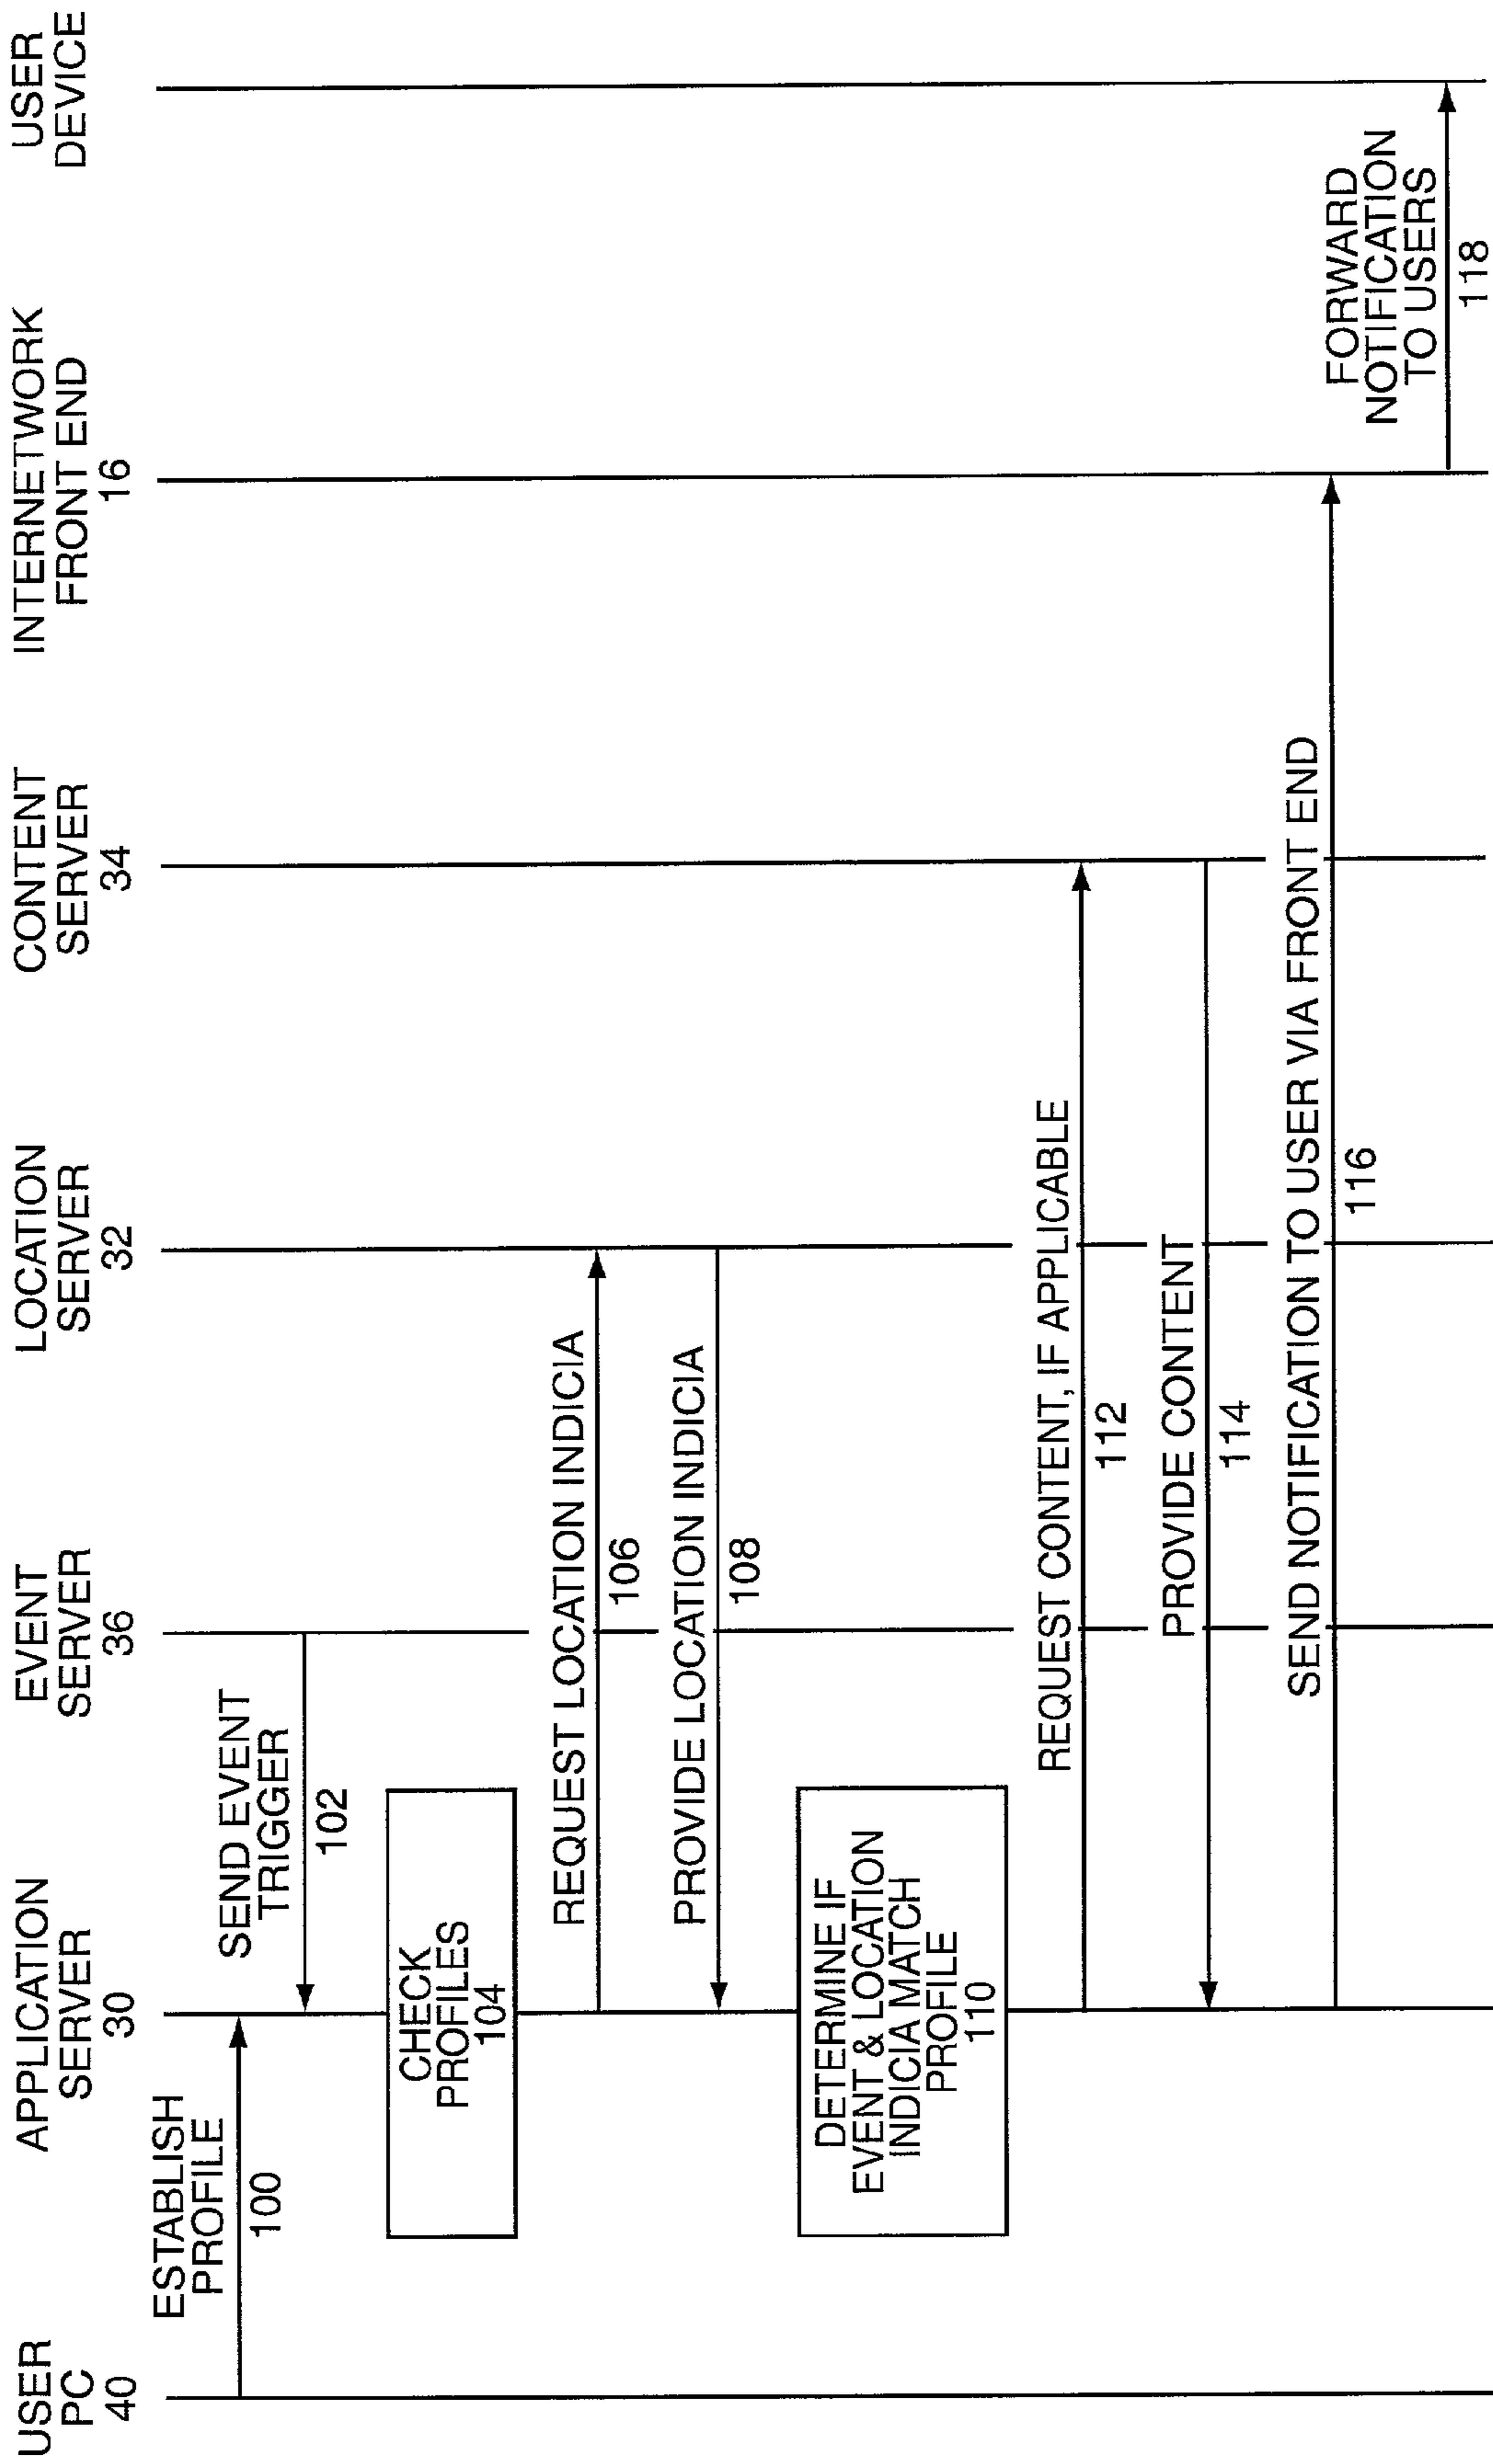 USER
PC
40
APPLICATION
SERVER
30
EVENT
SERVER
36
LOCATION
SERVER
32
CONTENT
SERVER
34
INTERNETWORK
FRONT END
16
USER
DEVICE
ESTABLISH
PROFILE
100
SEND EVENT
TRIGGER
102
CHECK
PROFILES
104
REQUEST LOCATION INDICIA
106
PROVIDE LOCATION INDICIA
108
DETERMINE IF
EVENT & LOCATION
INDICIA MATCH
PROFILE
110
REQUEST CONTENT, IF APPLICABLE
112
PROVIDE CONTENT
114
SEND NOTIFICATION TO USER VIA FRONT END
116
FORWARD
NOTIFICATION
TO USERS
118